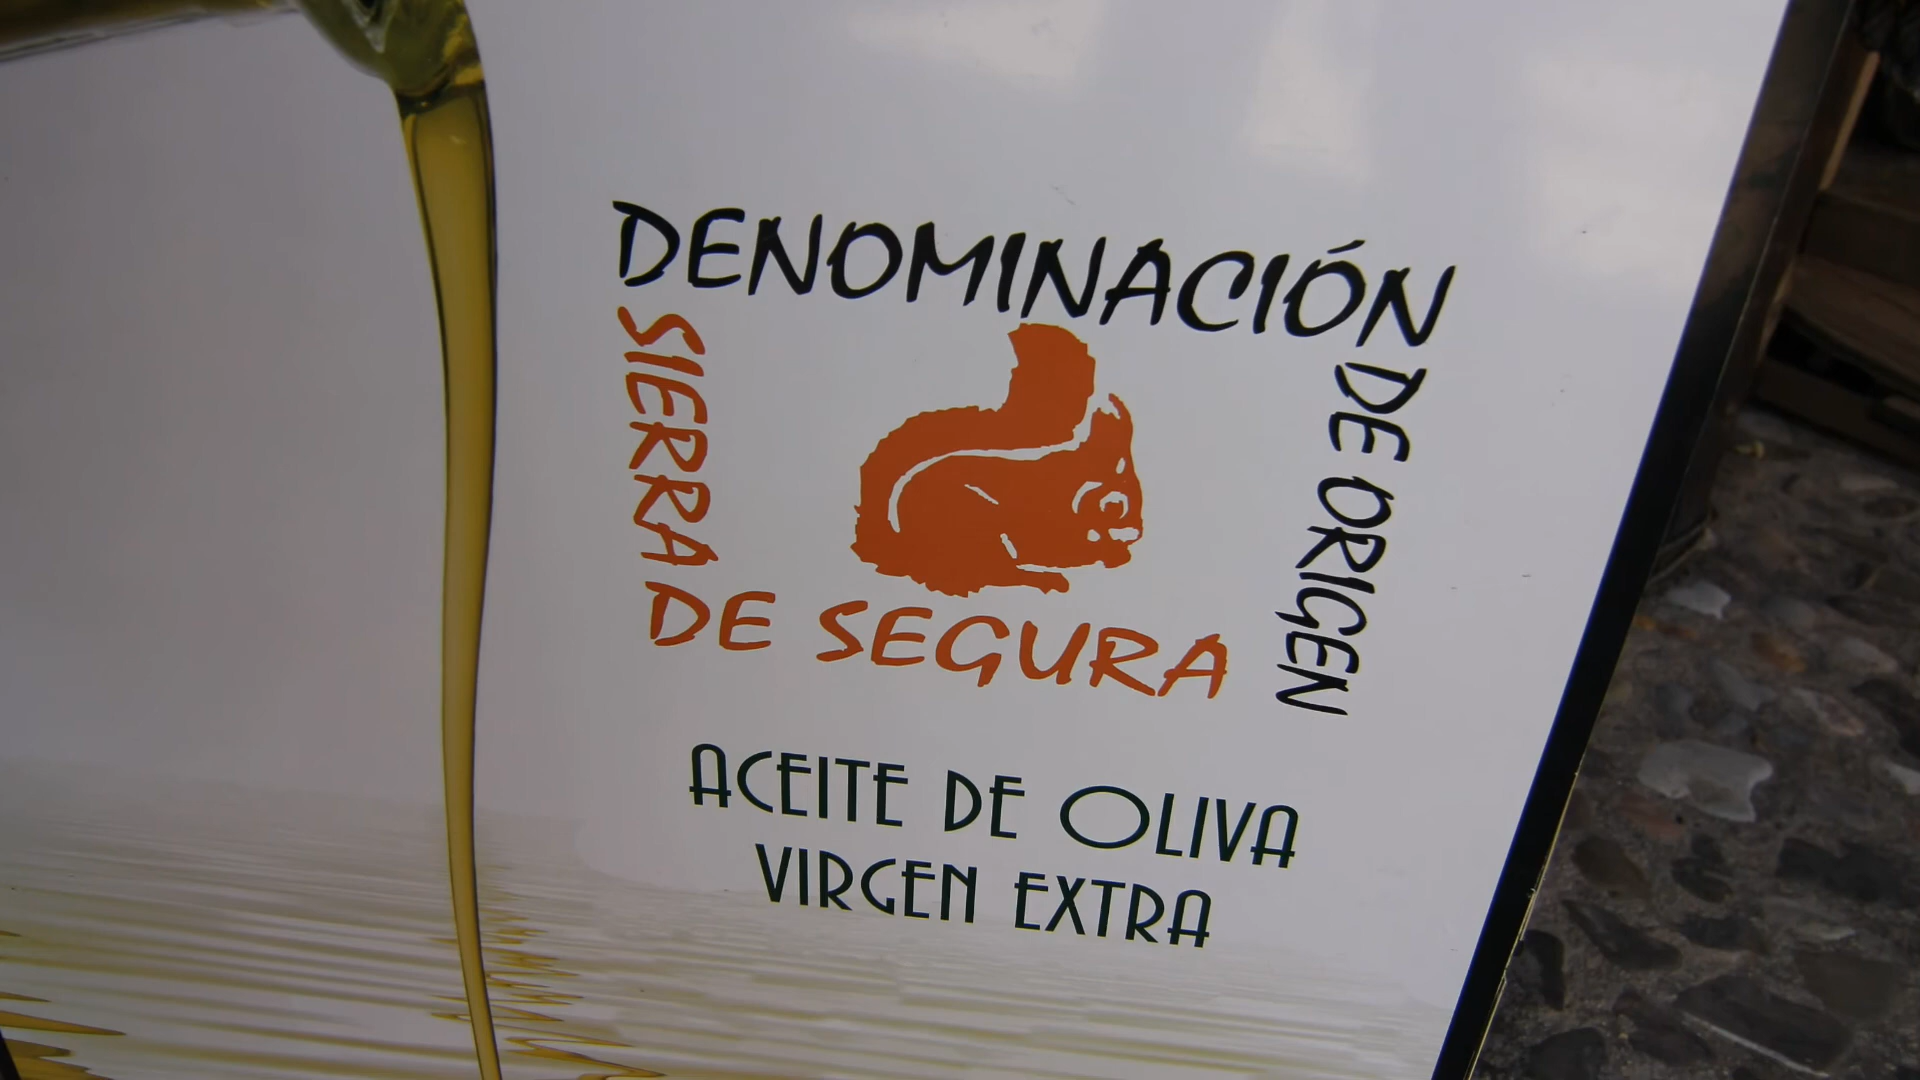 DENOMINACIÓN
DE ORIGEN
SIERRA
DE SEGURA
ACEITE DE OLIVA
VIRGEN EXTRA